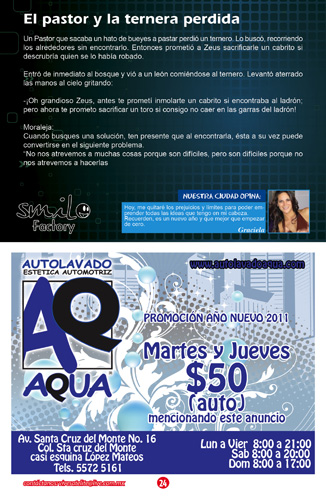 El pastor y la ternera perdida
Un Pastor que sacaba un hato de bueyes a pastar perdió un ternero. Lo buscó, recorriendo
los alrededores sin encontrarlo. Entonces prometió a Zeus sacrificarle un cabrito si
descrubría quien se lo habla robado.
Entró de inmediato al bosque y vió a un león comiéndose al ternero. Levantó aterrado
las manos al cielo gritando:
-¡Oh grandioso Zeus, antes te prometí inmolarte un cabrito si encontraba al ladrón;
pero ahora te prometo sacrificar un toro si consigo no caer en las garras del ladrón!
Moraleja:
Cuando busques una solución, ten presente que al encontrarla, ésta a su vez puede
convertirse en el siguiente problema.
"No nos atrevemos a muchas cosas porque son difíciles, pero son difíciles porque no
nos atrevemos a hacerlas
smile
Factory
NUESTRA CIUDAD OPINA:
Hoy, me quitaré los prejuicios y límites para poder em-
prender todas las ideas que tengo en mi cabeza.
Recuerden, es un nuevo año y que mejor que empezar
de cero.
Graciela
AUTOLAVADO
ESTÉTICA AUTOMOTRIZ
AQ
AQUA
www.autolavadoaqua.com
PROMOCIÓN AÑO NUEVO 2011
Martes y Jueves
$50
(auto)
mencionando este anuncio
Av. Santa Cruz del Monte No. 16
Col. Sta cruz del Monte
casi esquina López Mateos
Tels. 5572 5161
Lun a Vier 8:00 a 21:00
Sab 8:00 a 20:00
Dom 8:00 a 17:00
24